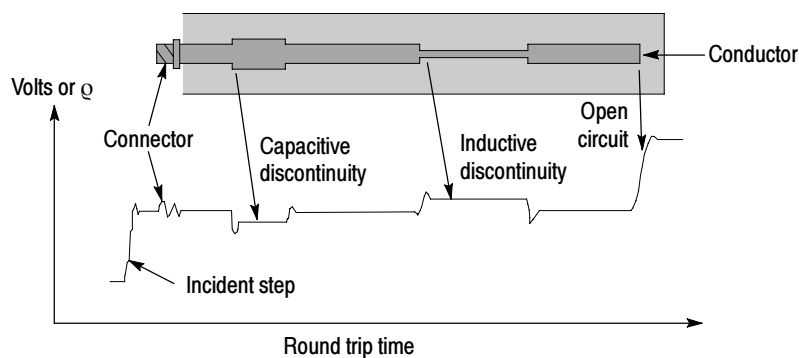 Conductor
Volts or ϱ
Connector
Capacitive
discontinuity
Inductive
discontinuity
Open
circuit
Incident step
Round trip time